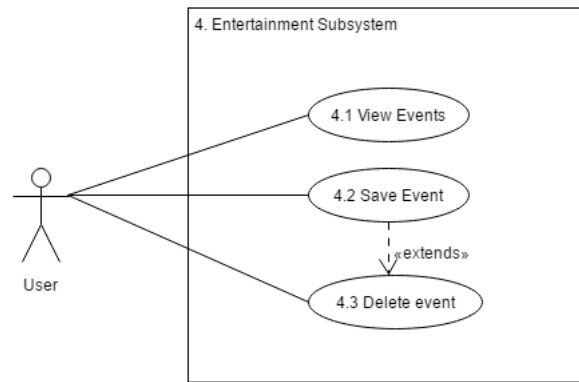 4. Entertainment Subsystem
4.1 View Events
4.2 Save Event
«extends»
4.3 Delete event
User